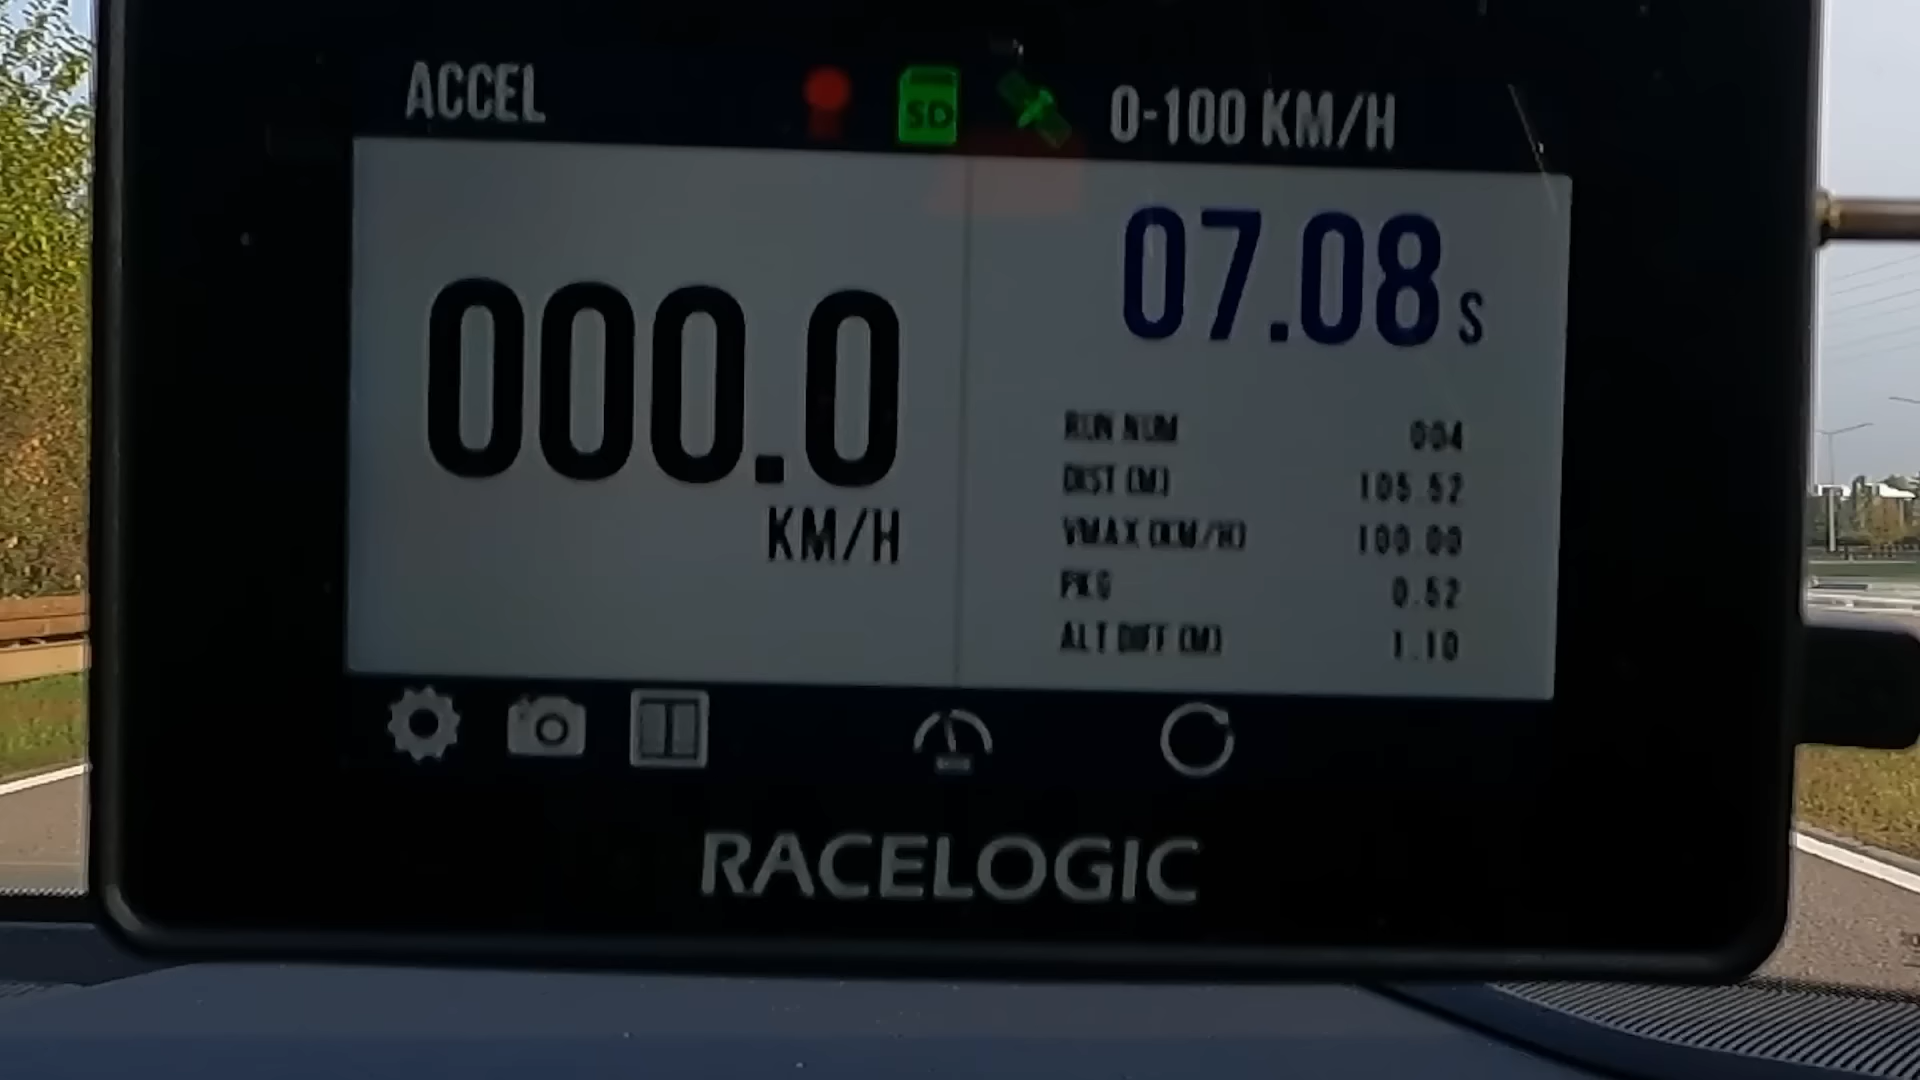 ACCEL
SD
0-100 KM/H
000.0
KM/H
07.08 S
RUN NUM 004
DIST (M) 105.52
VMAX (KM/H) 100.00
PKG 0.52
ALT DIFF (M) 1.10
RACELOGIC